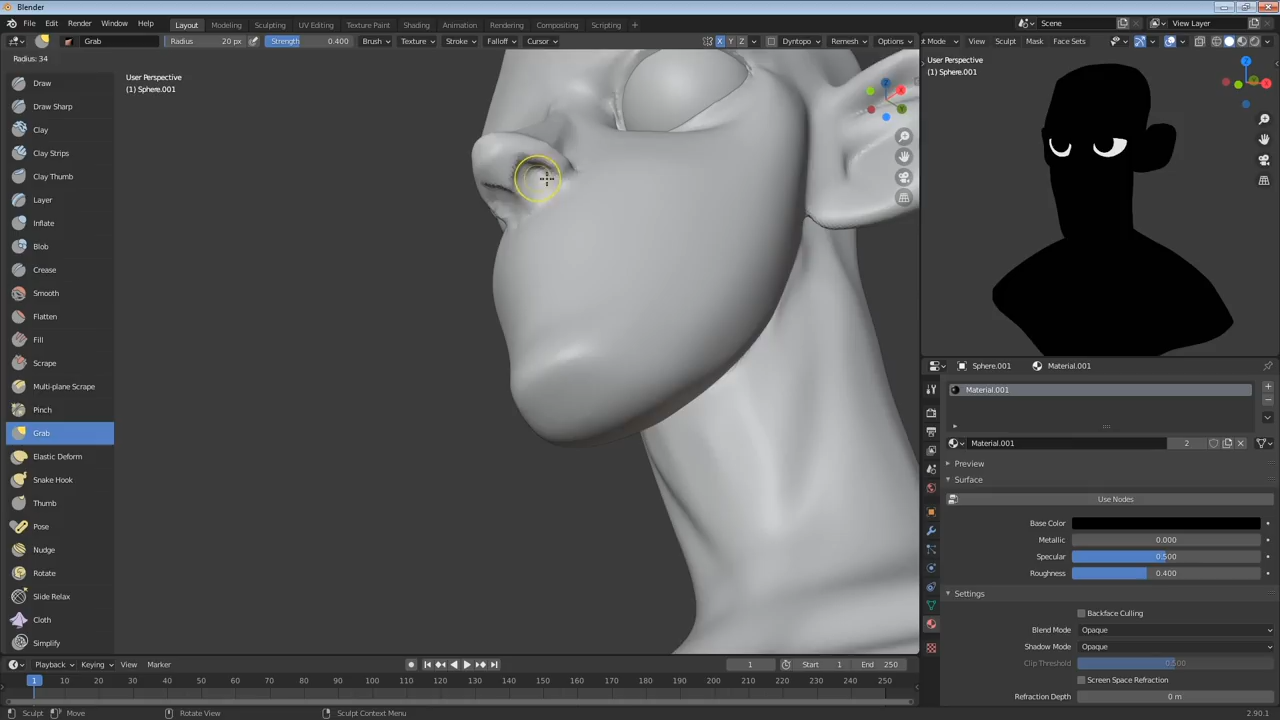 Blender
File Edit Render Window Help Layout Modeling Sculpting UV Editing Texture Paint Shading Animation Rendering Compositing Scripting + Scene View Layer
Grab Radius 20 px Strength 0.400 Brush Texture Stroke Falloff Cursor X Y Z Dyntopo Remesh Options t Mode View Sculpt Mask Face Sets
Radius: 34
User Perspective
(1) Sphere.001
User Perspective
(1) Sphere.001
Draw
Draw Sharp
Clay
Clay Strips
Clay Thumb
Layer
Inflate
Blob
Crease
Smooth
Flatten
Fill
Scrape
Multi-plane Scrape
Pinch
Grab
Elastic Deform
Snake Hook
Thumb
Pose
Nudge
Rotate
Slide Relax
Cloth
Simplify
Sphere.001 Material.001
Material.001
Material.001 2
Preview
Surface
Use Nodes
Base Color
Metallic 0.000
Specular 0.500
Roughness 0.400
Settings
Backface Culling
Blend Mode Opaque
Shadow Mode Opaque
Clip Threshold 0.500
Screen Space Refraction
Refraction Depth 0 m
Playback Keying View Marker 1 Start 1 End 250
1 10 20 30 40 50 60 70 80 90 100 110 120 130 140 150 160 170 180 190 200 210 220 230 240 250
Sculpt Move Rotate View Sculpt Context Menu 2.90.1